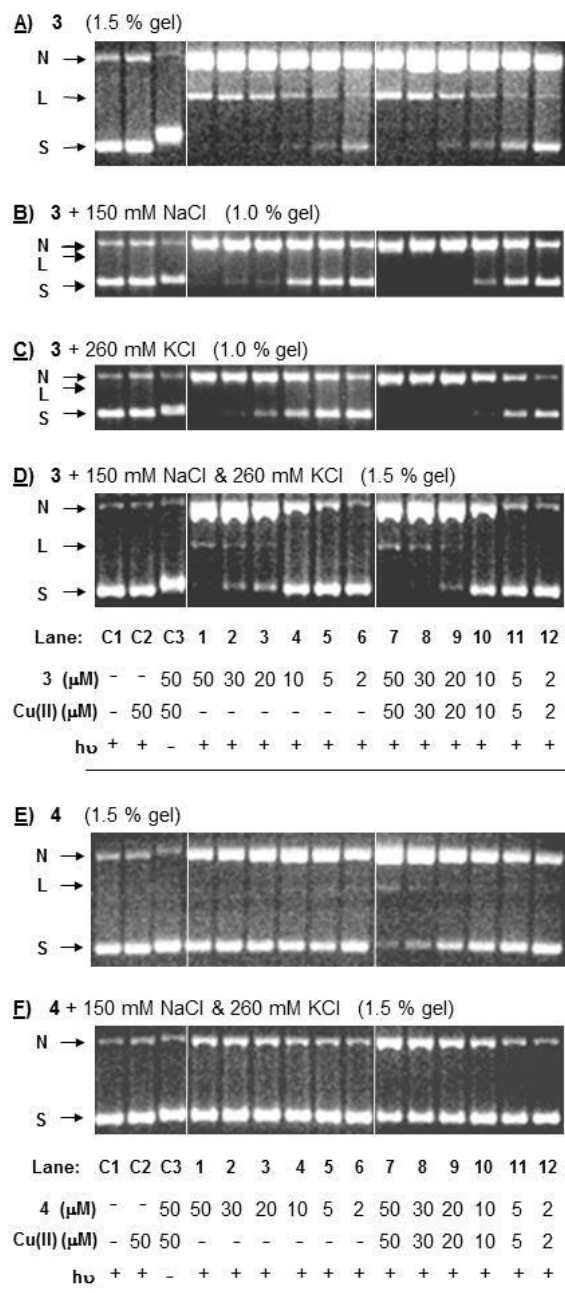 A) 3 (1.5 % gel)
N
L
S
B) 3 + 150 mM NaCl (1.0 % gel)
N
L
S
C) 3 + 260 mM KCl (1.0 % gel)
N
L
S
D) 3 + 150 mM NaCl & 260 mM KCl (1.5 % gel)
N
L
S
Lane: C1 C2 C3 1 2 3 4 5 6 7 8 9 10 11 12
3 (μM) - - 50 50 30 20 10 5 2 50 30 20 10 5 2
Cu(II) (μM) - 50 50 - - - - - - 50 30 20 10 5 2
hυ + + - + + + + + + + + + + + +
E) 4 (1.5 % gel)
N
L
S
F) 4 + 150 mM NaCl & 260 mM KCl (1.5 % gel)
N
S
Lane: C1 C2 C3 1 2 3 4 5 6 7 8 9 10 11 12
4 (μM) - - 50 50 30 20 10 5 2 50 30 20 10 5 2
Cu(II) (μM) - 50 50 - - - - - - 50 30 20 10 5 2
hυ + + - + + + + + + + + + + + +